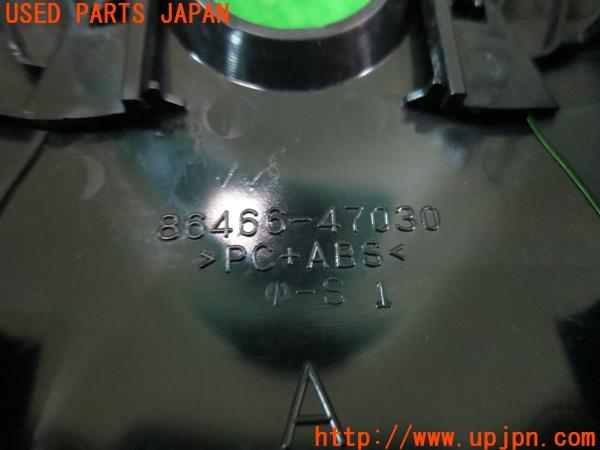 USED PARTS JAPAN
86466-47030
>PC+ABS<
φ-S 1
A
http://www.upjpn.com